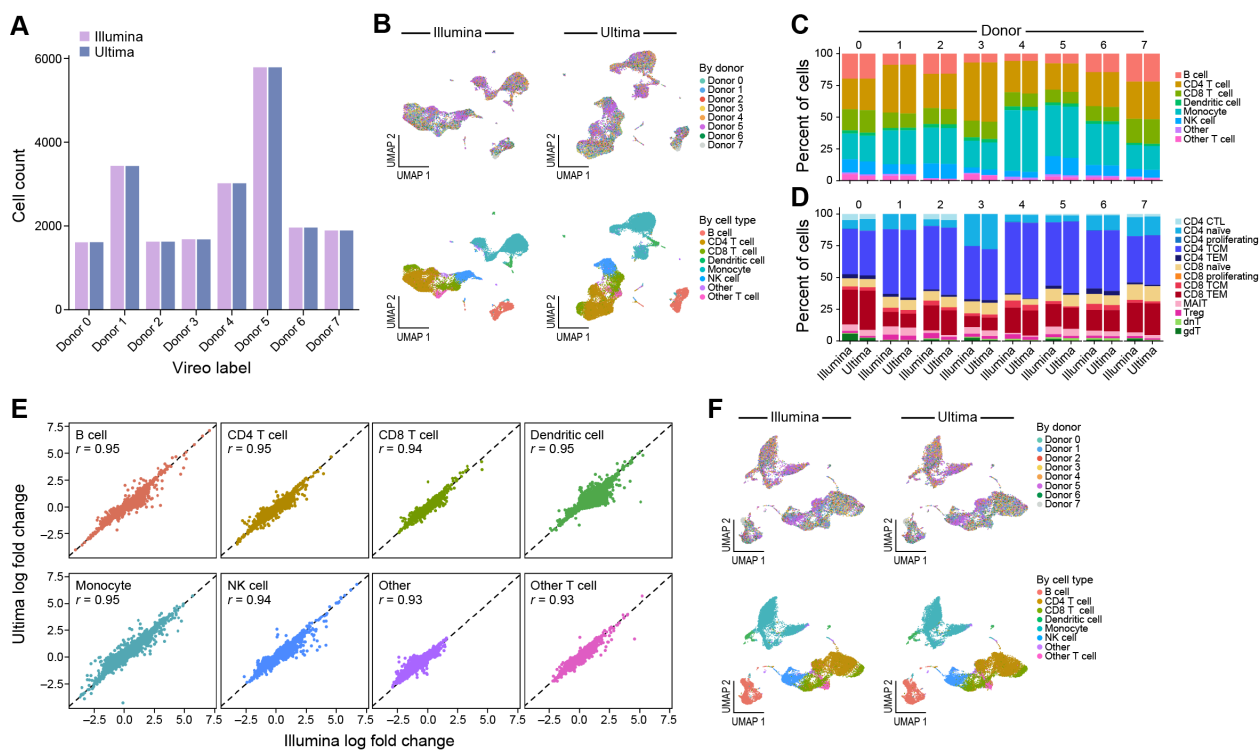 A
Illumina
Ultima
Cell count
6000
4000
2000
0
Donor 0
Donor 1
Donor 2
Donor 3
Donor 4
Donor 5
Donor 6
Donor 7
Vireo label
B
Illumina
Ultima
UMAP 2
UMAP 1
UMAP 2
UMAP 1
By donor
Donor 0
Donor 1
Donor 2
Donor 3
Donor 4
Donor 5
Donor 6
Donor 7
UMAP 2
UMAP 1
UMAP 2
UMAP 1
By cell type
B cell
CD4 T cell
CD8 T cell
Dendritic cell
Monocyte
NK cell
Other
Other T cell
C
Donor
0 1 2 3 4 5 6 7
Percent of cells
100
75
50
25
0
B cell
CD4 T cell
CD8 T cell
Dendritic cell
Monocyte
NK cell
Other
Other T cell
D
0 1 2 3 4 5 6 7
Percent of cells
100
75
50
25
0
Illumina Ultima Illumina Ultima Illumina Ultima Illumina Ultima Illumina Ultima Illumina Ultima Illumina Ultima Illumina Ultima
CD4 CTL
CD4 naïve
CD4 proliferating
CD4 TCM
CD4 TEM
CD8 naïve
CD8 proliferating
CD8 TCM
CD8 TEM
MAIT
Treg
dnT
gdT
E
Ultima log fold change
7.5
5.0
2.5
0.0
−2.5
B cell
r = 0.95
CD4 T cell
r = 0.95
CD8 T cell
r = 0.94
Dendritic cell
r = 0.95
7.5
5.0
2.5
0.0
−2.5
Monocyte
r = 0.95
NK cell
r = 0.94
Other
r = 0.93
Other T cell
r = 0.93
−2.5 0.0 2.5 5.0 7.5
−2.5 0.0 2.5 5.0 7.5
−2.5 0.0 2.5 5.0 7.5
−2.5 0.0 2.5 5.0 7.5
Illumina log fold change
F
Illumina
Ultima
UMAP 2
UMAP 1
UMAP 2
UMAP 1
By donor
Donor 0
Donor 1
Donor 2
Donor 3
Donor 4
Donor 5
Donor 6
Donor 7
UMAP 2
UMAP 1
UMAP 2
UMAP 1
By cell type
B cell
CD4 T cell
CD8 T cell
Dendritic cell
Monocyte
NK cell
Other
Other T cell